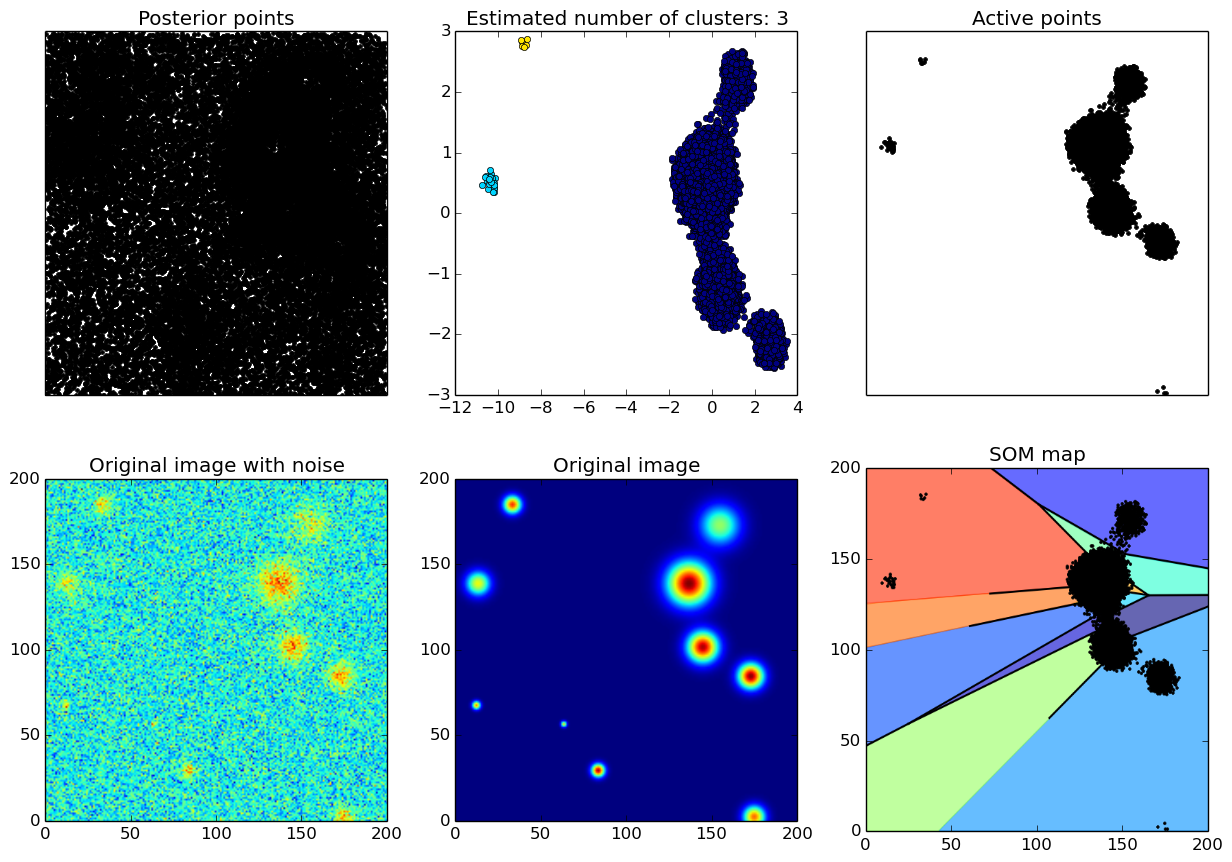 Posterior points
Estimated number of clusters: 3
Active points
3
2
1
0
−1
−2
−3
−12 −10 −8 −6 −4 −2 0 2 4
Original image with noise
Original image
SOM map
200
150
100
50
0
0 50 100 150 200
200
150
100
50
0
0 50 100 150 200
200
150
100
50
0
0 50 100 150 200